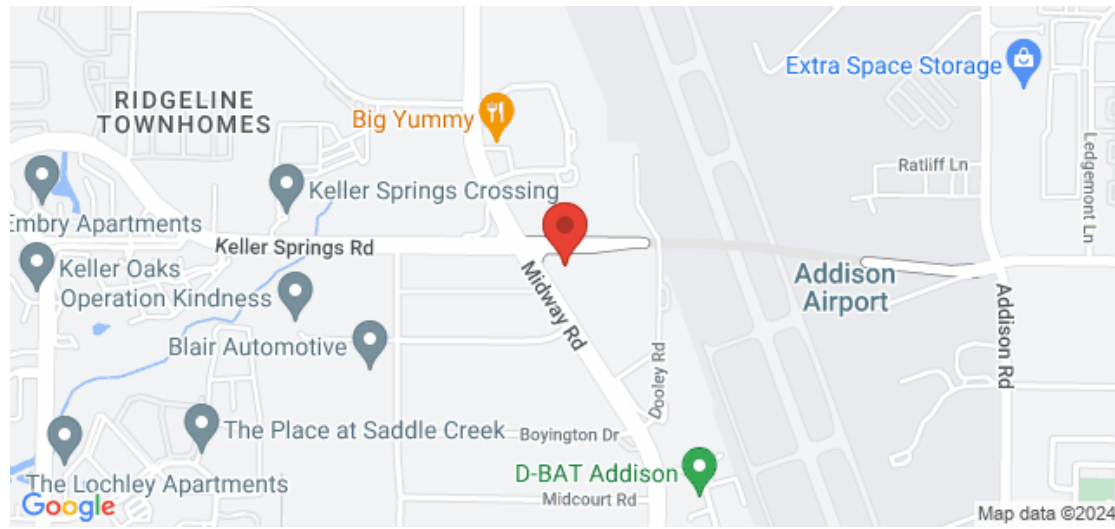 Extra Space Storage
RIDGELINE
TOWNHOMES
Big Yummy
Ratliff Ln
Ledgemont Ln
Keller Springs Crossing
Embry Apartments
Keller Springs Rd
Keller Oaks
Operation Kindness
Midway Rd
Addison
Airport
Addison Rd
Blair Automotive
Dooley Rd
The Place at Saddle Creek
Boyington Dr
D-BAT Addison
The Lochley Apartments
Midcourt Rd
Google
Map data ©2024